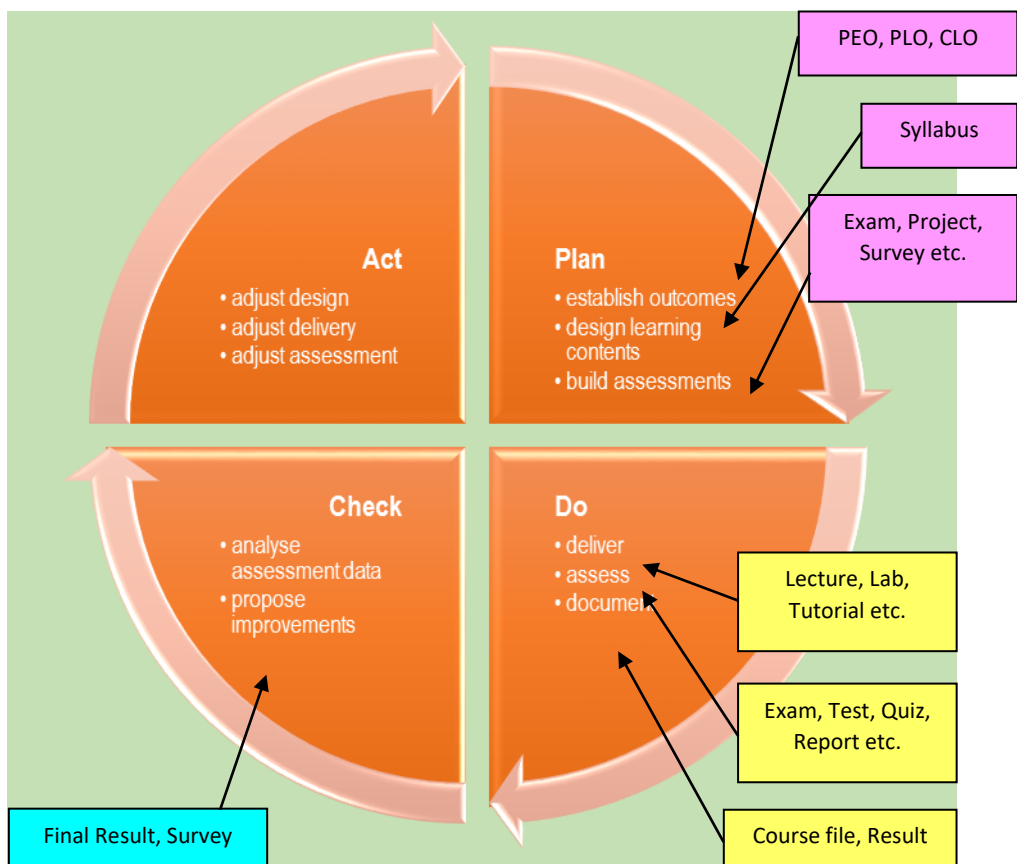 PEO, PLO, CLO
Syllabus
Exam, Project,
Survey etc.
Act
• adjust design
• adjust delivery
• adjust assessment
Plan
• establish outcomes
• design learning
contents
• build assessments
Check
• analyse
assessment data
• propose
improvements
Do
• deliver
• assess
• document
Lecture, Lab,
Tutorial etc.
Exam, Test, Quiz,
Report etc.
Final Result, Survey
Course file, Result